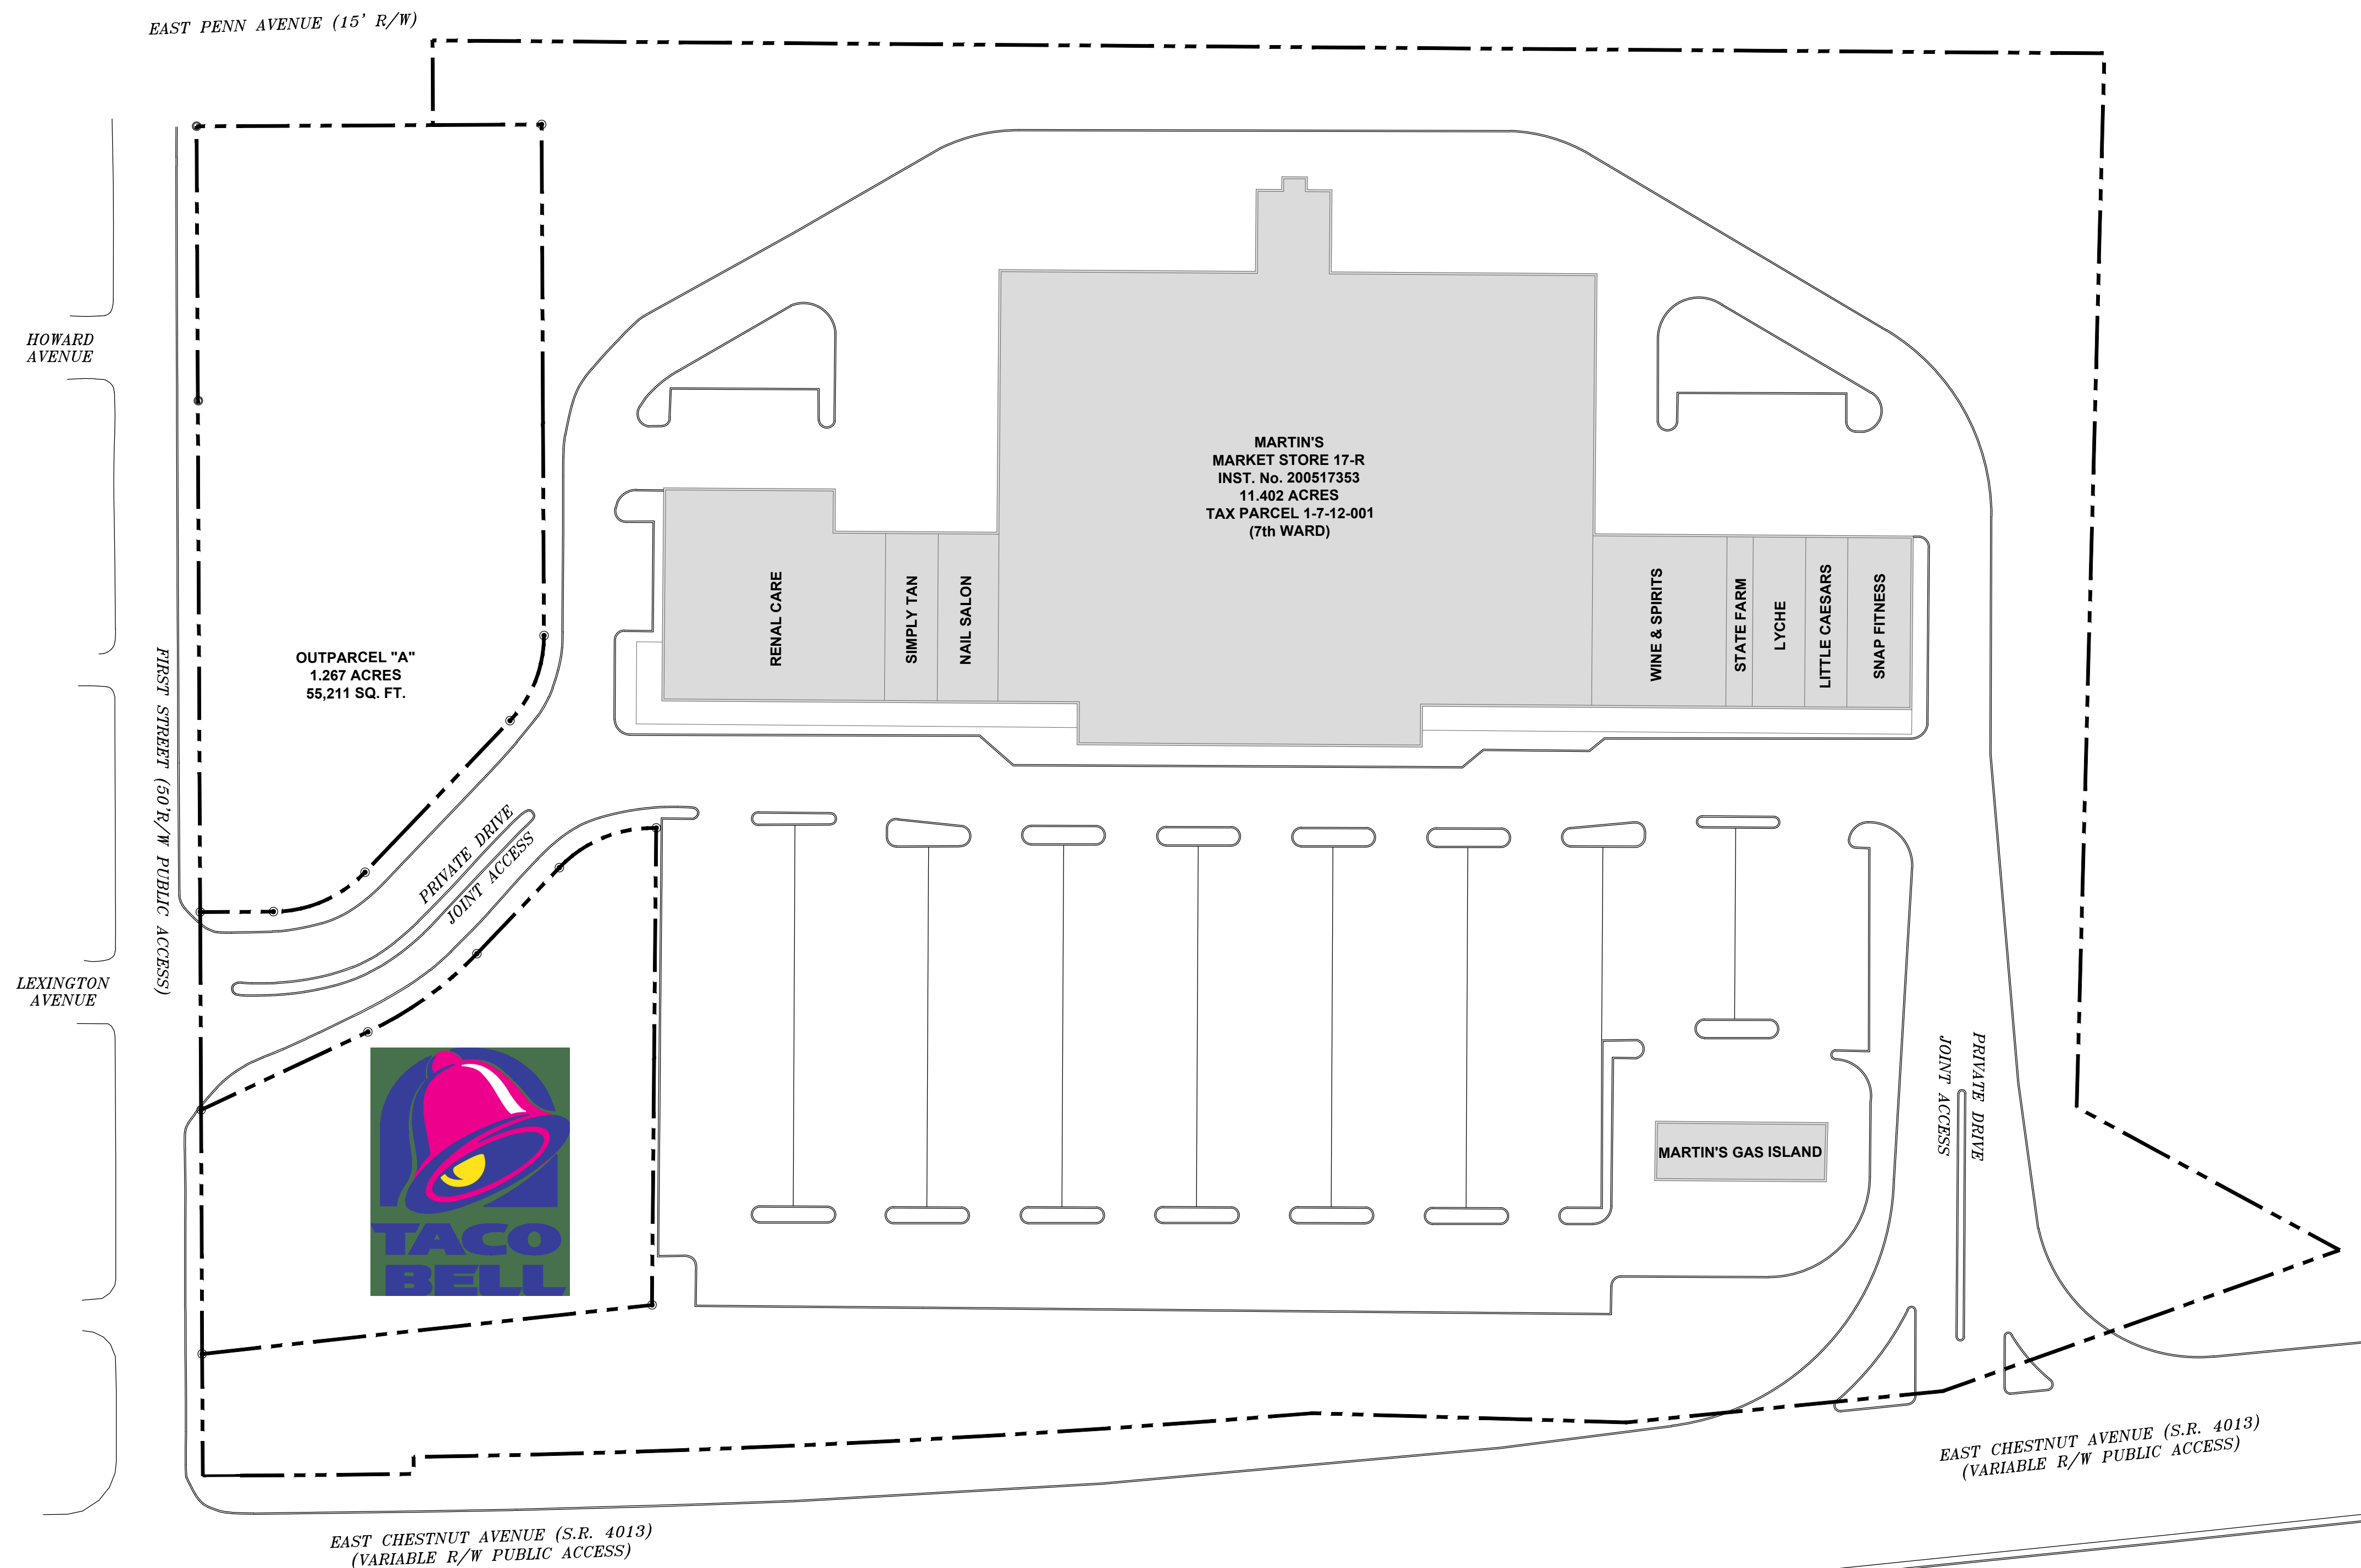 EAST PENN AVENUE (15' R/W)
HOWARD
AVENUE
MARTIN'S
MARKET STORE 17-R
INST. No. 200517353
11.402 ACRES
TAX PARCEL 1-7-12-001
(7th WARD)
RENAL CARE
SIMPLY TAN
NAIL SALON
WINE & SPIRITS
STATE FARM
LYCHE
LITTLE CAESARS
SNAP FITNESS
OUTPARCEL "A"
1.267 ACRES
55,211 SQ. FT.
FIRST STREET (50'R/W PUBLIC ACCESS)
PRIVATE DRIVE
JOINT ACCESS
LEXINGTON
AVENUE
TACO
BELL
MARTIN'S GAS ISLAND
PRIVATE DRIVE
JOINT ACCESS
EAST CHESTNUT AVENUE (S.R. 4013)
(VARIABLE R/W PUBLIC ACCESS)
EAST CHESTNUT AVENUE (S.R. 4013)
(VARIABLE R/W PUBLIC ACCESS)